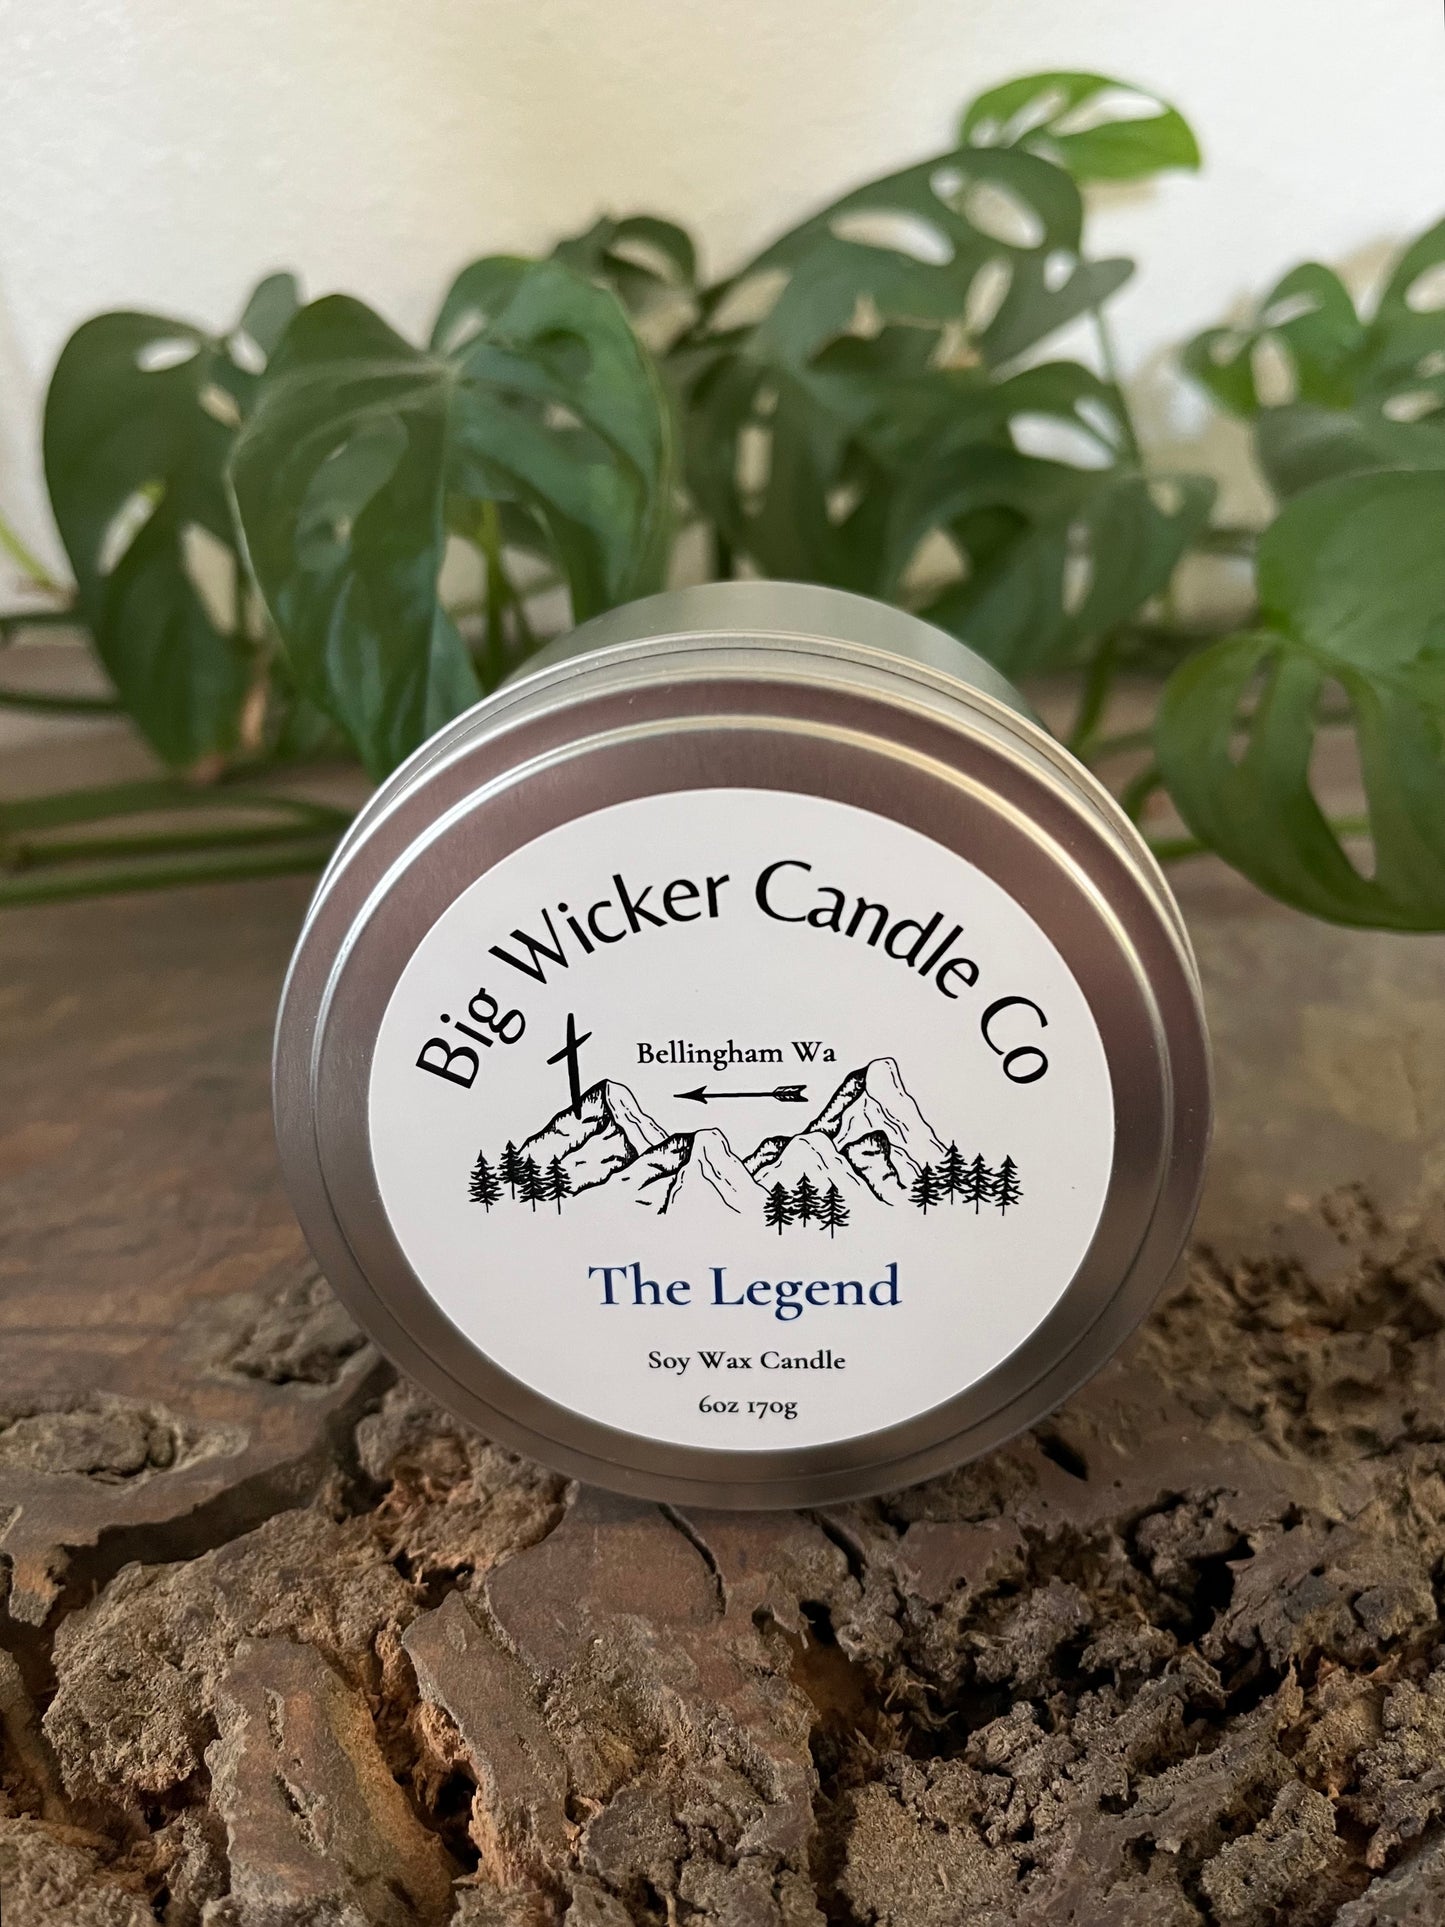 Big Wicker Candle Co
Bellingham Wa
The Legend
Soy Wax Candle
6oz 170g